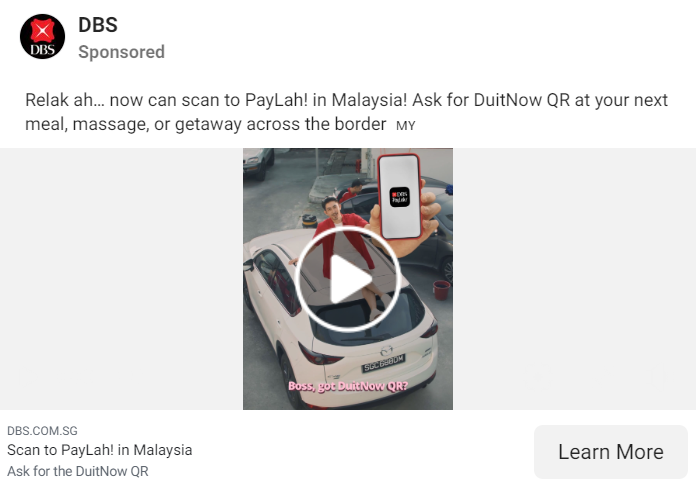 DBS
DBS
Sponsored
Relak ah... now can scan to PayLah! in Malaysia! Ask for DuitNow QR at your next
meal, massage, or getaway across the border MY
DBS
PayLah!
Boss, got DuitNow QR?
DBS.COM.SG
Scan to PayLah! in Malaysia
Ask for the DuitNow QR
Learn More